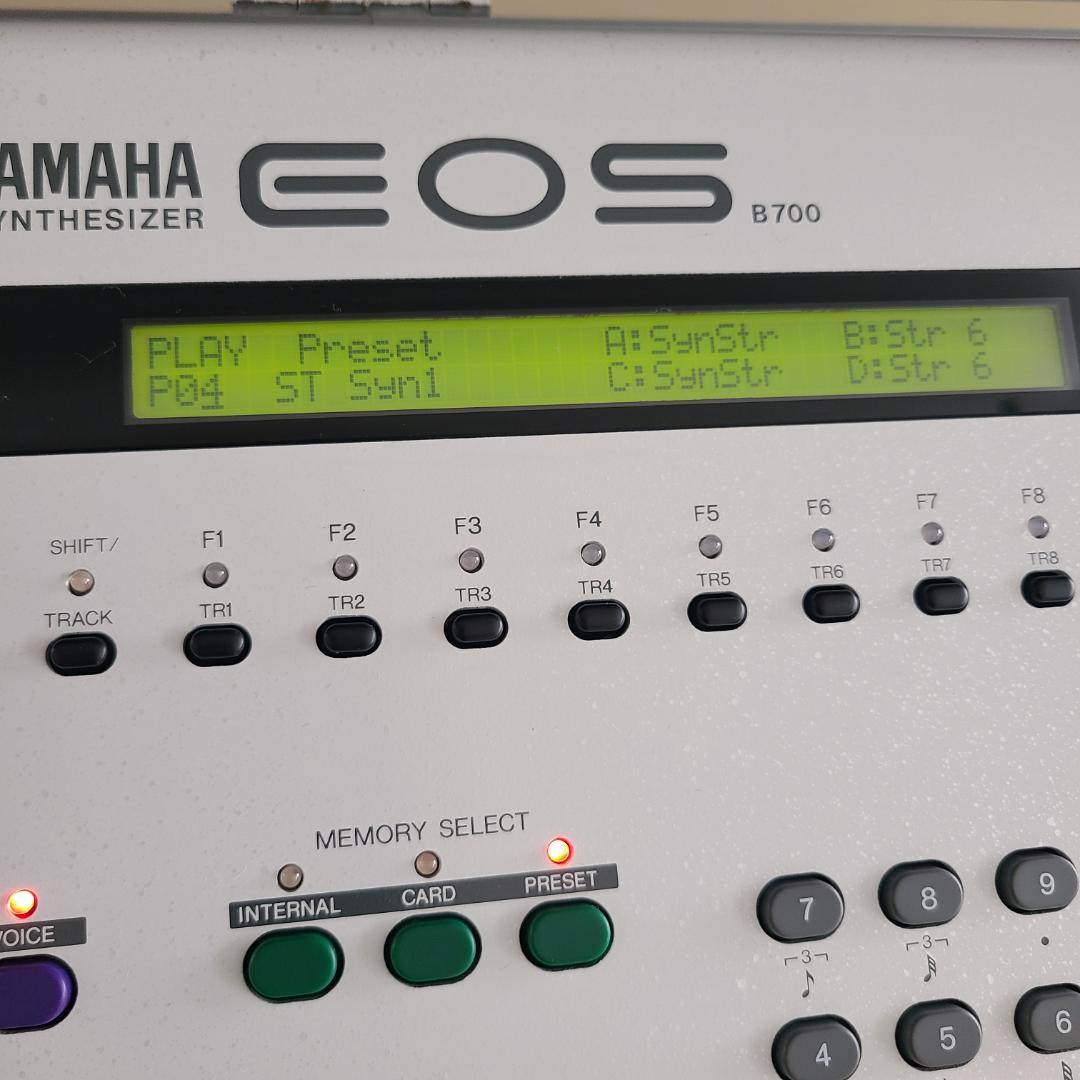 AMAHA
YNTHESIZER
EOS
B700
PLAY Preset A:SynStr B:Str 6
P04 ST Syn1 C:SynStr D:Str 6
SHIFT/ F1 F2 F3 F4 F5 F6 F7 F8
TRACK TR1 TR2 TR3 TR4 TR5 TR6 TR7 TR8
MEMORY SELECT
VOICE INTERNAL CARD PRESET
7 8 9
3 3
4 5 6